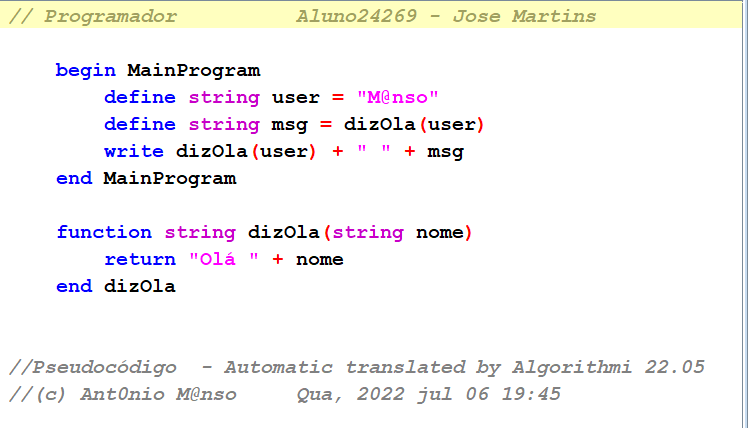 // Programador          Aluno24269 - Jose Martins
begin MainProgram
define string user = "M@nso"
define string msg = dizOla(user)
write dizOla(user) + " " + msg
end MainProgram
function string dizOla(string nome)
return "Olá " + nome
end dizOla
//Pseudocódigo  - Automatic translated by Algorithmi 22.05
//(c) Ant0nio M@nso     Qua, 2022 jul 06 19:45